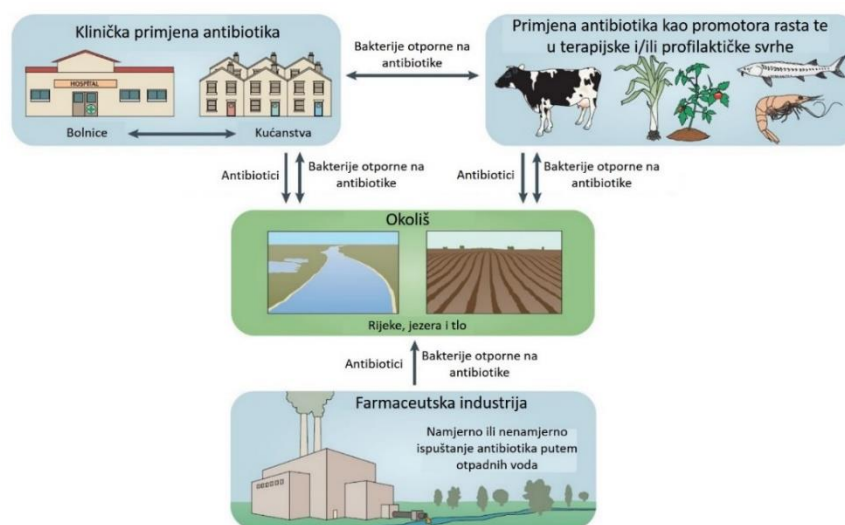 Klinička primjena antibiotika
HOSPITAL
Bolnice
Kućanstva
Bakterije otporne na
antibiotike
Primjena antibiotika kao promotora rasta te
u terapijske i/ili profilaktičke svrhe
Antibiotici
Bakterije otporne na
antibiotike
Antibiotici
Bakterije otporne na
antibiotike
Okoliš
Rijeke, jezera i tlo
Antibiotici
Bakterije otporne na
antibiotike
Farmaceutska industrija
Namjerno ili nenamjerno
ispuštanje antibiotika putem
otpadnih voda